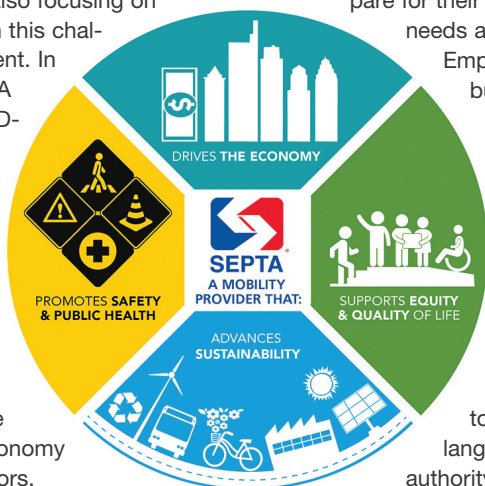 also focusing on
this chal-
ent. In
A
D-
e
onomy
ors.
pare for their
needs a
Emp
bu
to
lang
authority
$
DRIVES THE ECONOMY
PROMOTES SAFETY
& PUBLIC HEALTH
SEPTA
A MOBILITY
PROVIDER THAT:
SUPPORTS EQUITY
& QUALITY OF LIFE
ADVANCES
SUSTAINABILITY